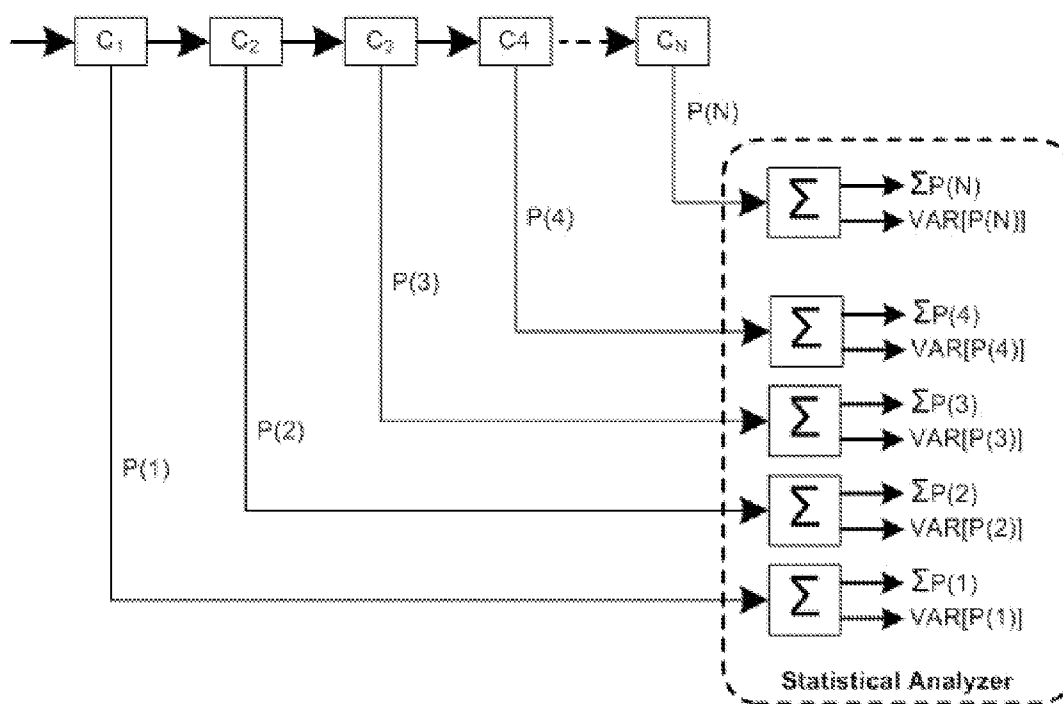 C₁ C₂ C₃ C4 C_N
P(N)
Σ ΣP(N)
VAR[P(N)]
P(4)
P(3)
Σ ΣP(4)
VAR[P(4)]
Σ ΣP(3)
VAR[P(3)]
P(2)
P(1)
Σ ΣP(2)
VAR[P(2)]
Σ ΣP(1)
VAR[P(1)]
Statistical Analyzer